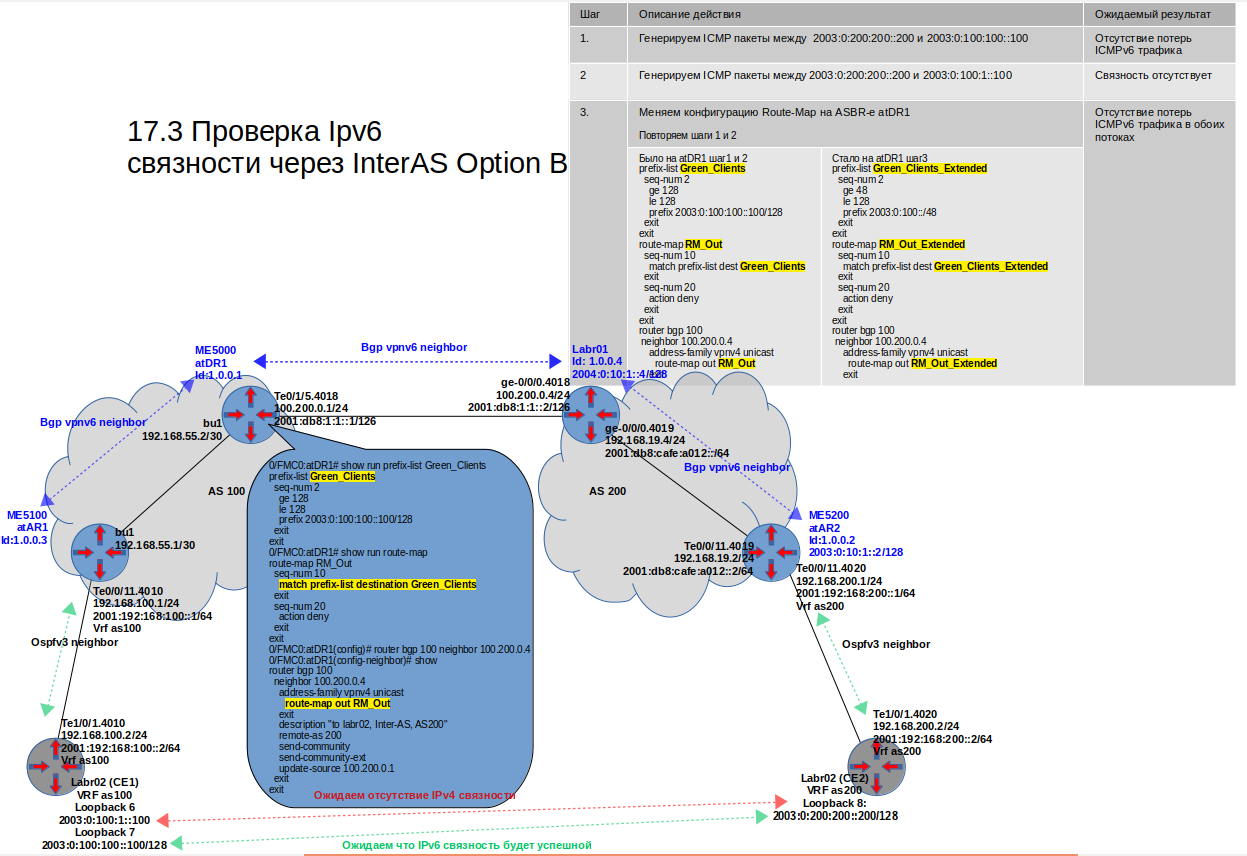 17.3 Проверка Ipv6
связности через InterAS Option B
Шаг
Описание действия
Ожидаемый результат
1.
Генерируем ICMP пакеты между 2003:0:200:200::200 и 2003:0:100:100::100
Отсутствие потерь
ICMPv6 трафика
2
Генерируем ICMP пакеты между 2003:0:200:200::200 и 2003:0:100:1::100
Связность отсутствует
3.
Меняем конфигурацию Route-Map на ASBR-е atDR1
Повторяем шаги 1 и 2
Отсутствие потерь
ICMPv6 трафика в обоих
потоках
Было на atDR1 шаг1 и 2
prefix-list Green_Clients
seq-num 2
ge 128
le 128
prefix 2003:0:100:100::100/128
exit
exit
route-map RM_Out
seq-num 10
match prefix-list dest Green_Clients
exit
seq-num 20
action deny
exit
exit
router bgp 100
neighbor 100.200.0.4
address-family vpnv4 unicast
route-map out RM_Out
exit
Стало на atDR1 шаг3
prefix-list Green_Clients_Extended
seq-num 2
ge 48
le 128
prefix 2003:0:100::/48
exit
exit
route-map RM_Out_Extended
seq-num 10
match prefix-list dest Green_Clients_Extended
exit
seq-num 20
action deny
exit
exit
router bgp 100
neighbor 100.200.0.4
address-family vpnv4 unicast
route-map out RM_Out_Extended
exit
ME5000
atDR1
Id:1.0.0.1
Bgp vpnv6 neighbor
Labr01
Id: 1.0.0.4
2004:0:10:1::4/128
ge-0/0/0.4018
100.200.0.4/24
2001:db8:1:1::2/126
Te0/1/5.4018
100.200.0.1/24
2001:db8:1:1::1/126
Bgp vpnv6 neighbor
bu1
192.168.55.2/30
ge-0/0/0.4019
192.168.19.4/24
2001:db8:cafe:a012::/64
Bgp vpnv6 neighbor
AS 100
AS 200
ME5100
atAR1
Id:1.0.0.3
bu1
192.168.55.1/30
ME5200
atAR2
Id:1.0.0.2
2003:0:10:1::2/128
Te0/0/11.4019
192.168.19.2/24
2001:db8:cafe:a012::2/64
Te0/0/11.4020
192.168.200.1/24
2001:192:168:200::1/64
Vrf as200
Te0/0/11.4010
192.168.100.1/24
2001:192:168:100::1/64
Vrf as100
Ospfv3 neighbor
Ospfv3 neighbor
0/FMC0:atDR1# show run prefix-list Green_Clients
prefix-list Green_Clients
seq-num 2
ge 128
le 128
prefix 2003:0:100:100::100/128
exit
exit
0/FMC0:atDR1# show run route-map
route-map RM_Out
seq-num 10
match prefix-list destination Green_Clients
exit
seq-num 20
action deny
exit
exit
0/FMC0:atDR1(config)# router bgp 100 neighbor 100.200.0.4
0/FMC0:atDR1(config-neighbor)# show
router bgp 100
neighbor 100.200.0.4
address-family vpnv4 unicast
route-map out RM_Out
exit
description "to labr02, Inter-AS, AS200"
remote-as 200
send-community
send-community-ext
update-source 100.200.0.1
exit
exit
Te1/0/1.4010
192.168.100.2/24
2001:192:168:100::2/64
Vrf as100
Labr02 (CE1)
VRF as100
Loopback 6
2003:0:100:1::100
Loopback 7
2003:0:100:100::100/128
Te1/0/1.4020
192.168.200.2/24
2001:192:168:200::2/64
Vrf as200
Labr02 (CE2)
VRF as200
Loopback 8:
2003:0:200:200::200/128
Ожидаем отсутствие IPv4 связности
Ожидаем что IPv6 связность будет успешной